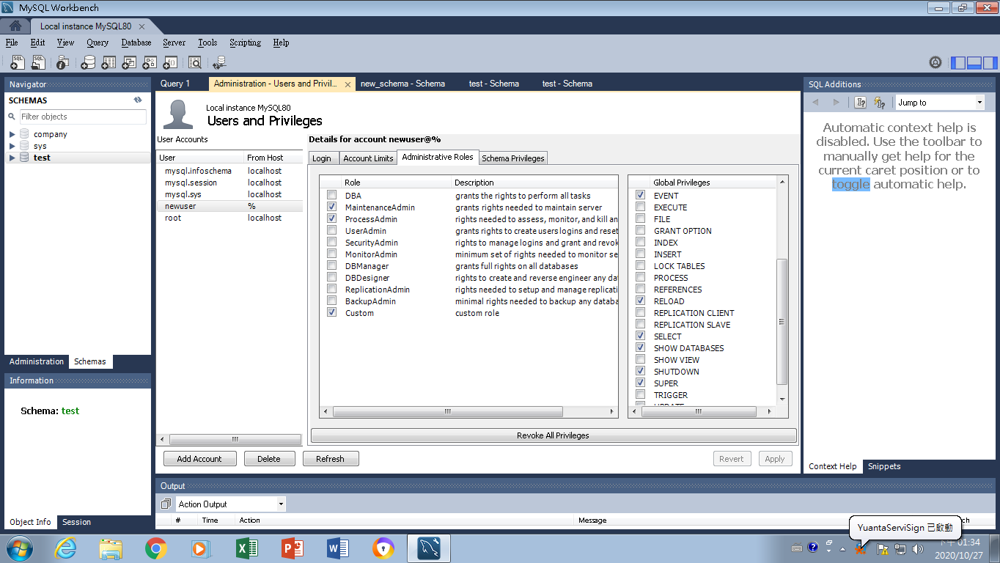 MySQL Workbench
Local instance MySQL80
File Edit View Query Database Server Tools Scripting Help
Navigator
SCHEMAS
Filter objects
company
sys
test
Administration Schemas
Information
Schema: test
Object Info Session
Query 1 Administration - Users and Privil... new_schema - Schema test - Schema test - Schema
Local instance MySQL80
Users and Privileges
User Accounts
User From Host
mysql.infoschema localhost
mysql.session localhost
mysql.sys localhost
newuser %
root localhost
Add Account Delete Refresh
Details for account newuser@%
Login Account Limits Administrative Roles Schema Privileges
Role Description
DBA grants the rights to perform all tasks
MaintenanceAdmin grants rights needed to maintain server
ProcessAdmin rights needed to assess, monitor, and kill an
UserAdmin grants rights to create users logins and reset
SecurityAdmin rights to manage logins and grant and revok
MonitorAdmin minimum set of rights needed to monitor se
DBManager grants full rights on all databases
DBDesigner rights to create and reverse engineer any dat
ReplicationAdmin rights needed to setup and manage replicati
BackupAdmin minimal rights needed to backup any databa
Custom custom role
Global Privileges
EVENT
EXECUTE
FILE
GRANT OPTION
INDEX
INSERT
LOCK TABLES
PROCESS
REFERENCES
RELOAD
REPLICATION CLIENT
REPLICATION SLAVE
SELECT
SHOW DATABASES
SHOW VIEW
SHUTDOWN
SUPER
TRIGGER
Revoke All Privileges
Revert Apply
SQL Additions
Jump to
Automatic context help is
disabled. Use the toolbar to
manually get help for the
current caret position or to
toggle automatic help.
Context Help Snippets
Output
Action Output
# Time Action Message
YuantaServiSign 已啟動
下午 01:34
2020/10/27